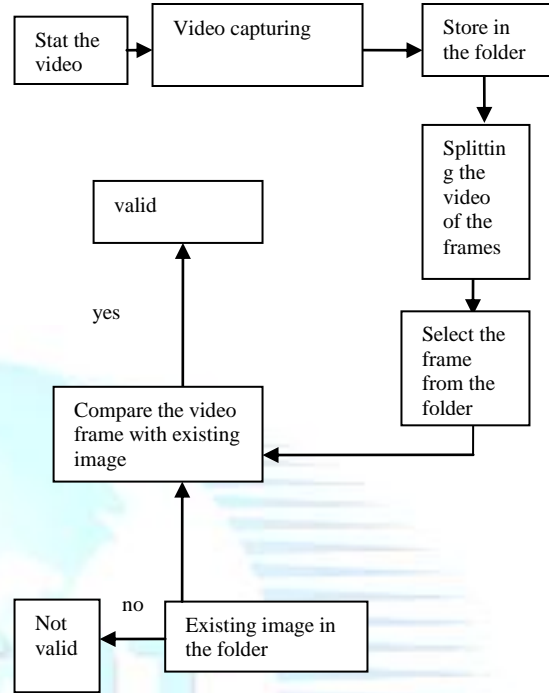 Stat the
video
Video capturing
Store in
the folder
Splittin
g the
video
of the
frames
Select the
frame
from the
folder
valid
yes
Compare the video
frame with existing
image
no
Existing image in
the folder
Not
valid